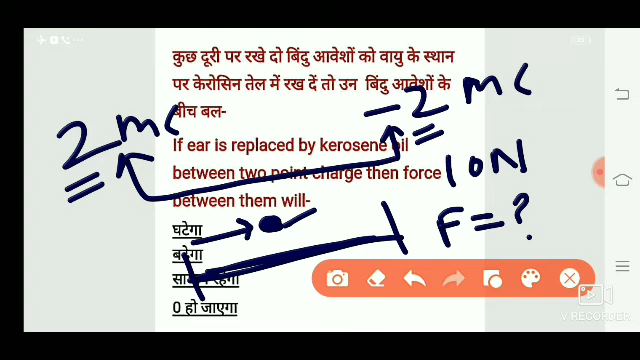 कुछ दूरी पर रखे दो बिंदु आवेशों को वायु के स्थान
पर केरोसिन तेल में रख दें तो उन बिंदु आवेशों के
बीच बल-
2 mc
-2 mc
If ear is replaced by kerosene oil
between two point charge then force
between them will-
10N
F = ?
घटेगा
बढ़ेगा
रहेगा
0 हो जाएगा
V RECORDER